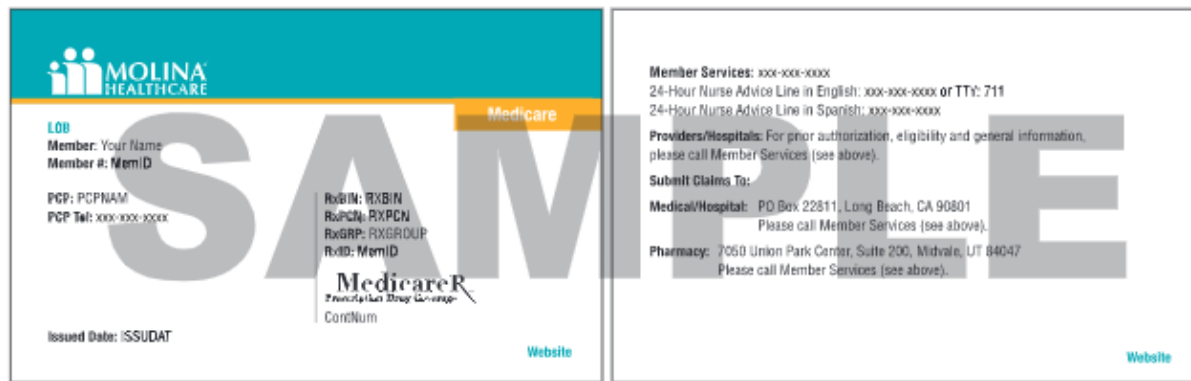 MOLINA
HEALTHCARE
Medicare
LOB
Member: Your Name
Member #: MemID
PCP: PCPNAM
PCP Tel: xxx-xxx-xxxx
RxBIN: RXBIN
RxPCN: RXPCN
RxGRP: RXGROUP
RxID: MemID
MedicareR
Prescription Drug Coverage
ContNum
Issued Date: ISSUDAT
Website
Member Services: xxx-xxx-xxxx
24-Hour Nurse Advice Line in English: xxx-xxx-xxxx or TTY: 711
24-Hour Nurse Advice Line in Spanish: xxx-xxx-xxxx
Providers/Hospitals: For prior authorization, eligibility and general information,
please call Member Services (see above).
Submit Claims To:
Medical/Hospital: PO Box 22811, Long Beach, CA 90801
Please call Member Services (see above).
Pharmacy: 7050 Union Park Center, Suite 200, Midvale, UT 84047
Please call Member Services (see above).
Website
SAMPLE